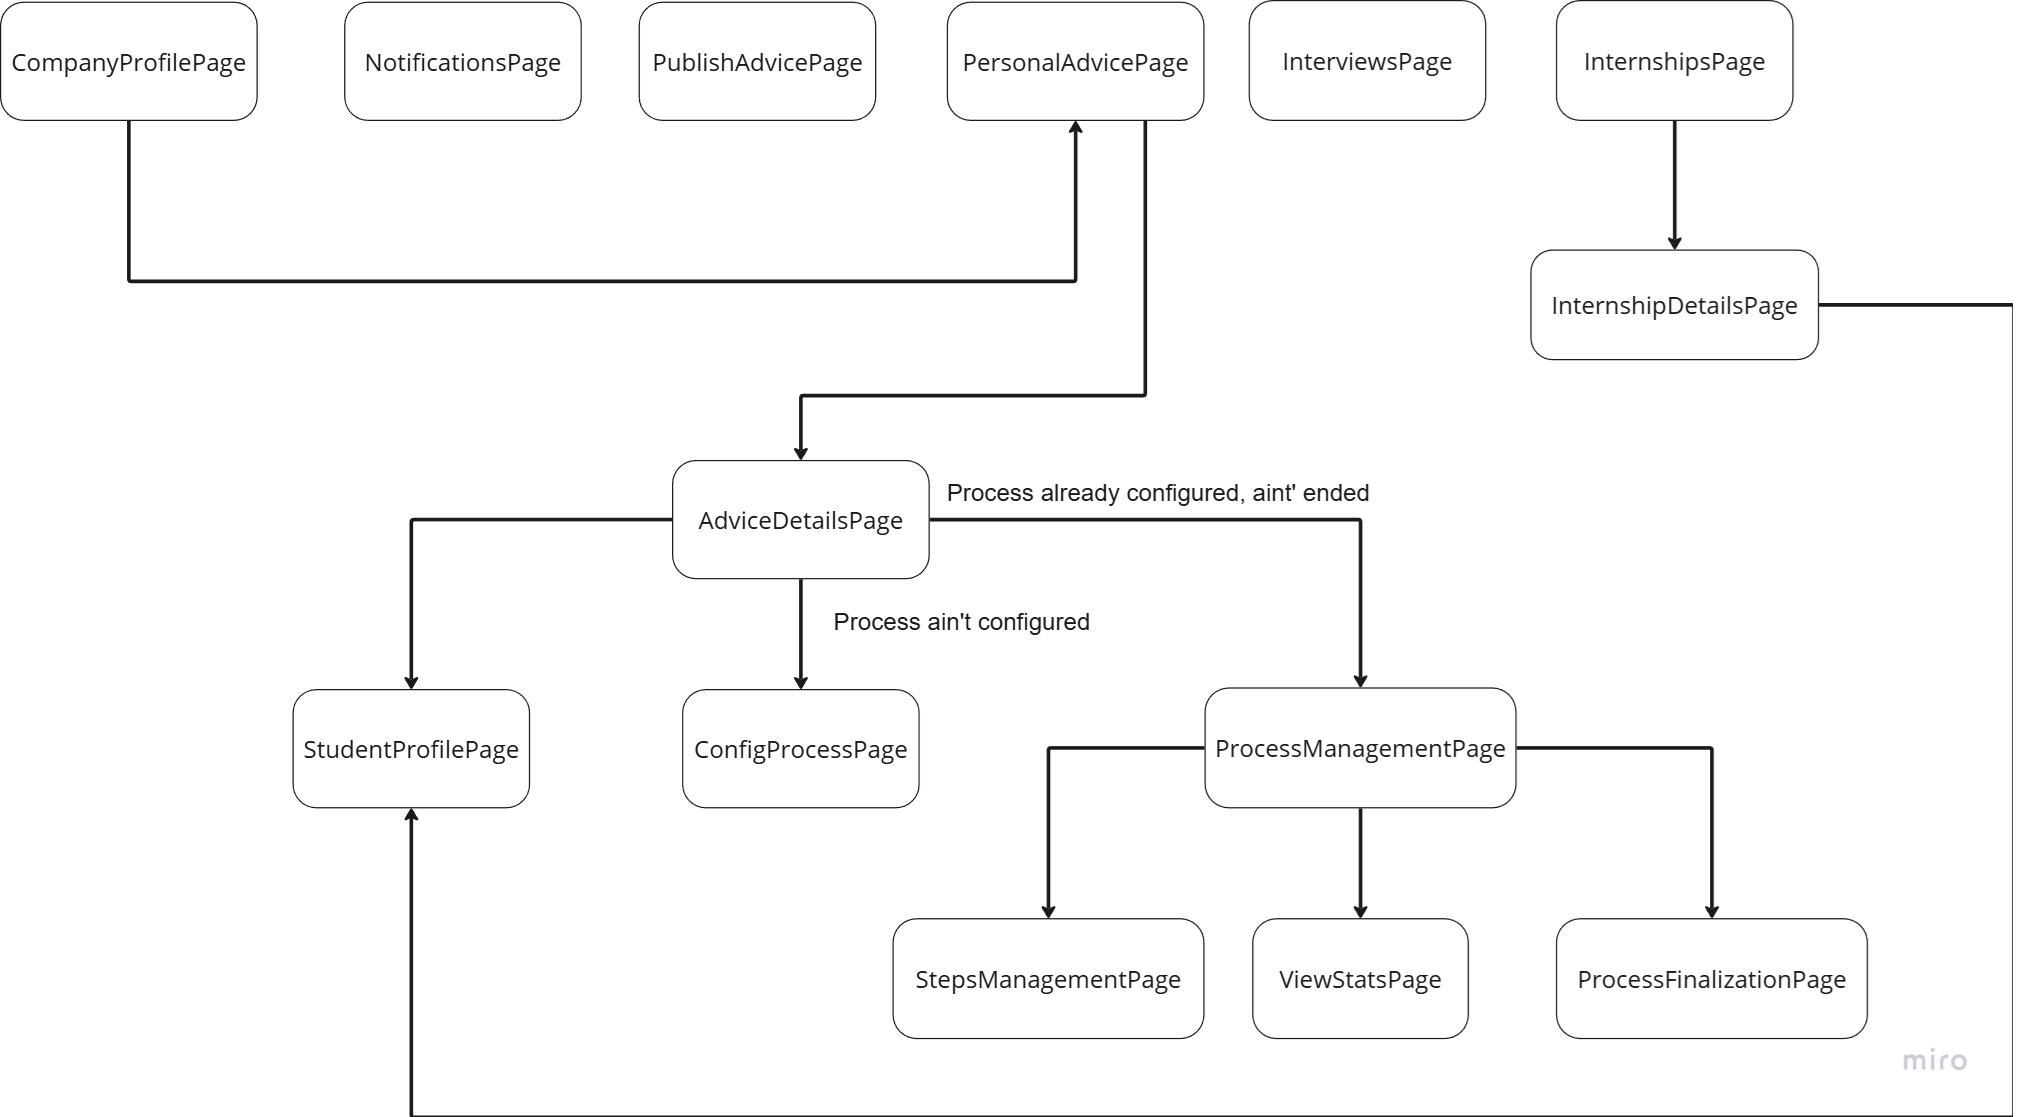 CompanyProfilePage
NotificationsPage
PublishAdvicePage
PersonalAdvicePage
InterviewsPage
InternshipsPage
InternshipDetailsPage
Process already configured, aint' ended
AdviceDetailsPage
Process ain't configured
StudentProfilePage
ConfigProcessPage
ProcessManagementPage
StepsManagementPage
ViewStatsPage
ProcessFinalizationPage
miro